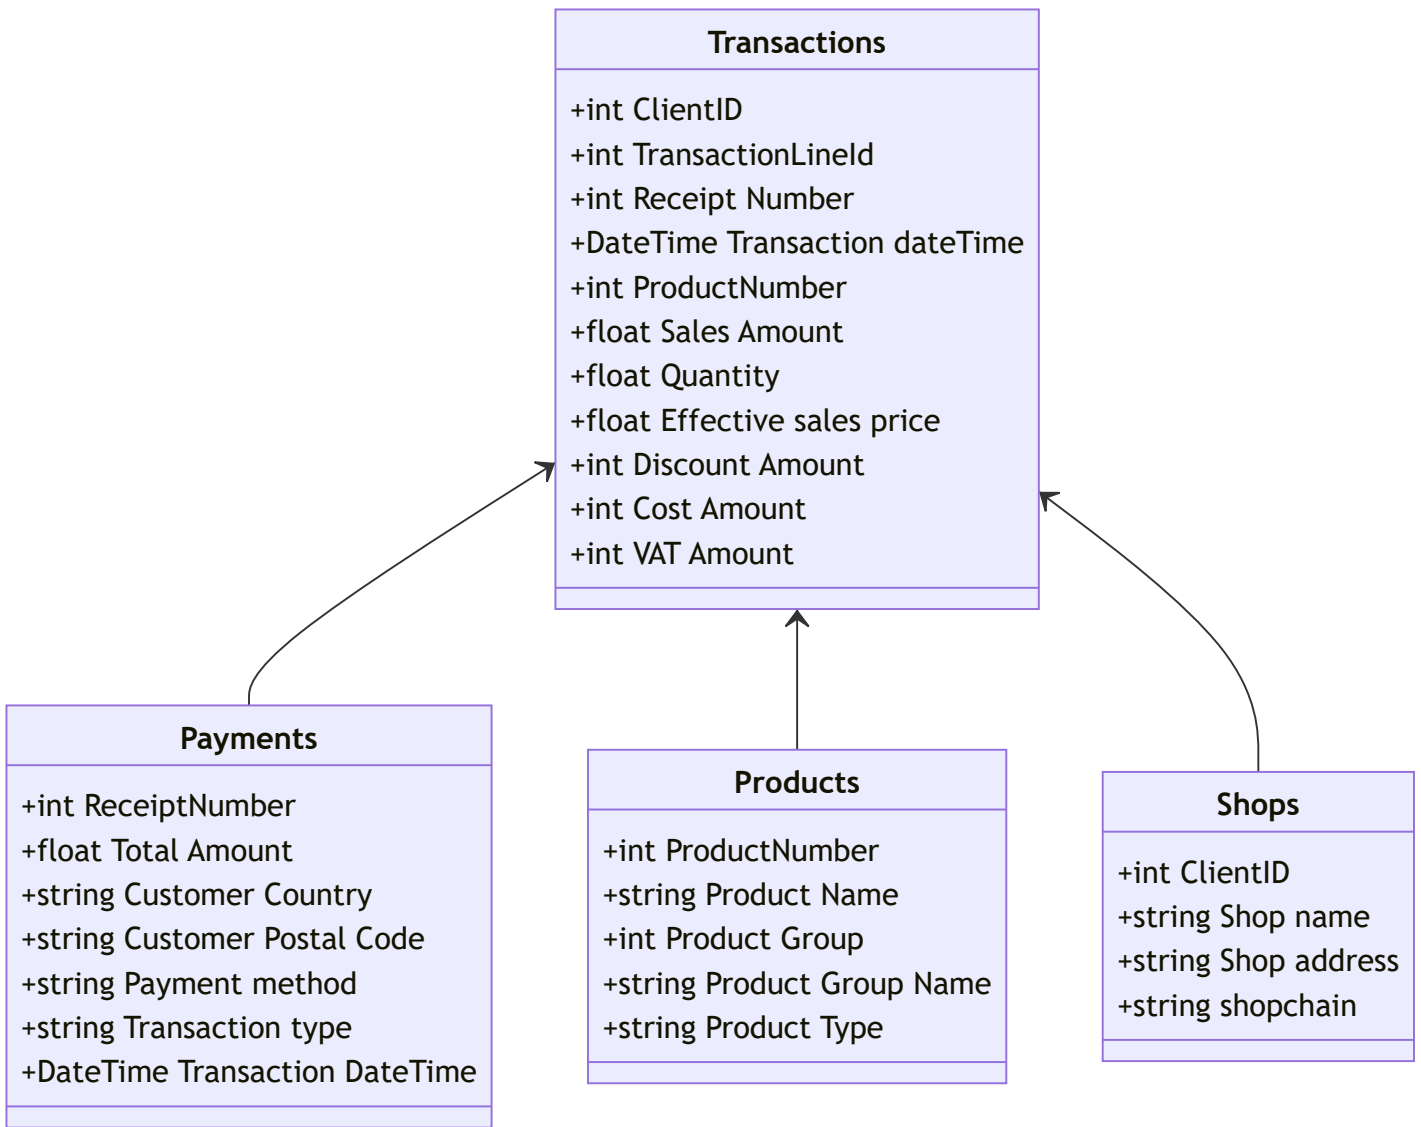 Transactions
+int ClientID
+int TransactionLineId
+int Receipt Number
+DateTime Transaction dateTime
+int ProductNumber
+float Sales Amount
+float Quantity
+float Effective sales price
+int Discount Amount
+int Cost Amount
+int VAT Amount
Payments
+int ReceiptNumber
+float Total Amount
+string Customer Country
+string Customer Postal Code
+string Payment method
+string Transaction type
+DateTime Transaction DateTime
Products
+int ProductNumber
+string Product Name
+int Product Group
+string Product Group Name
+string Product Type
Shops
+int ClientID
+string Shop name
+string Shop address
+string shopchain